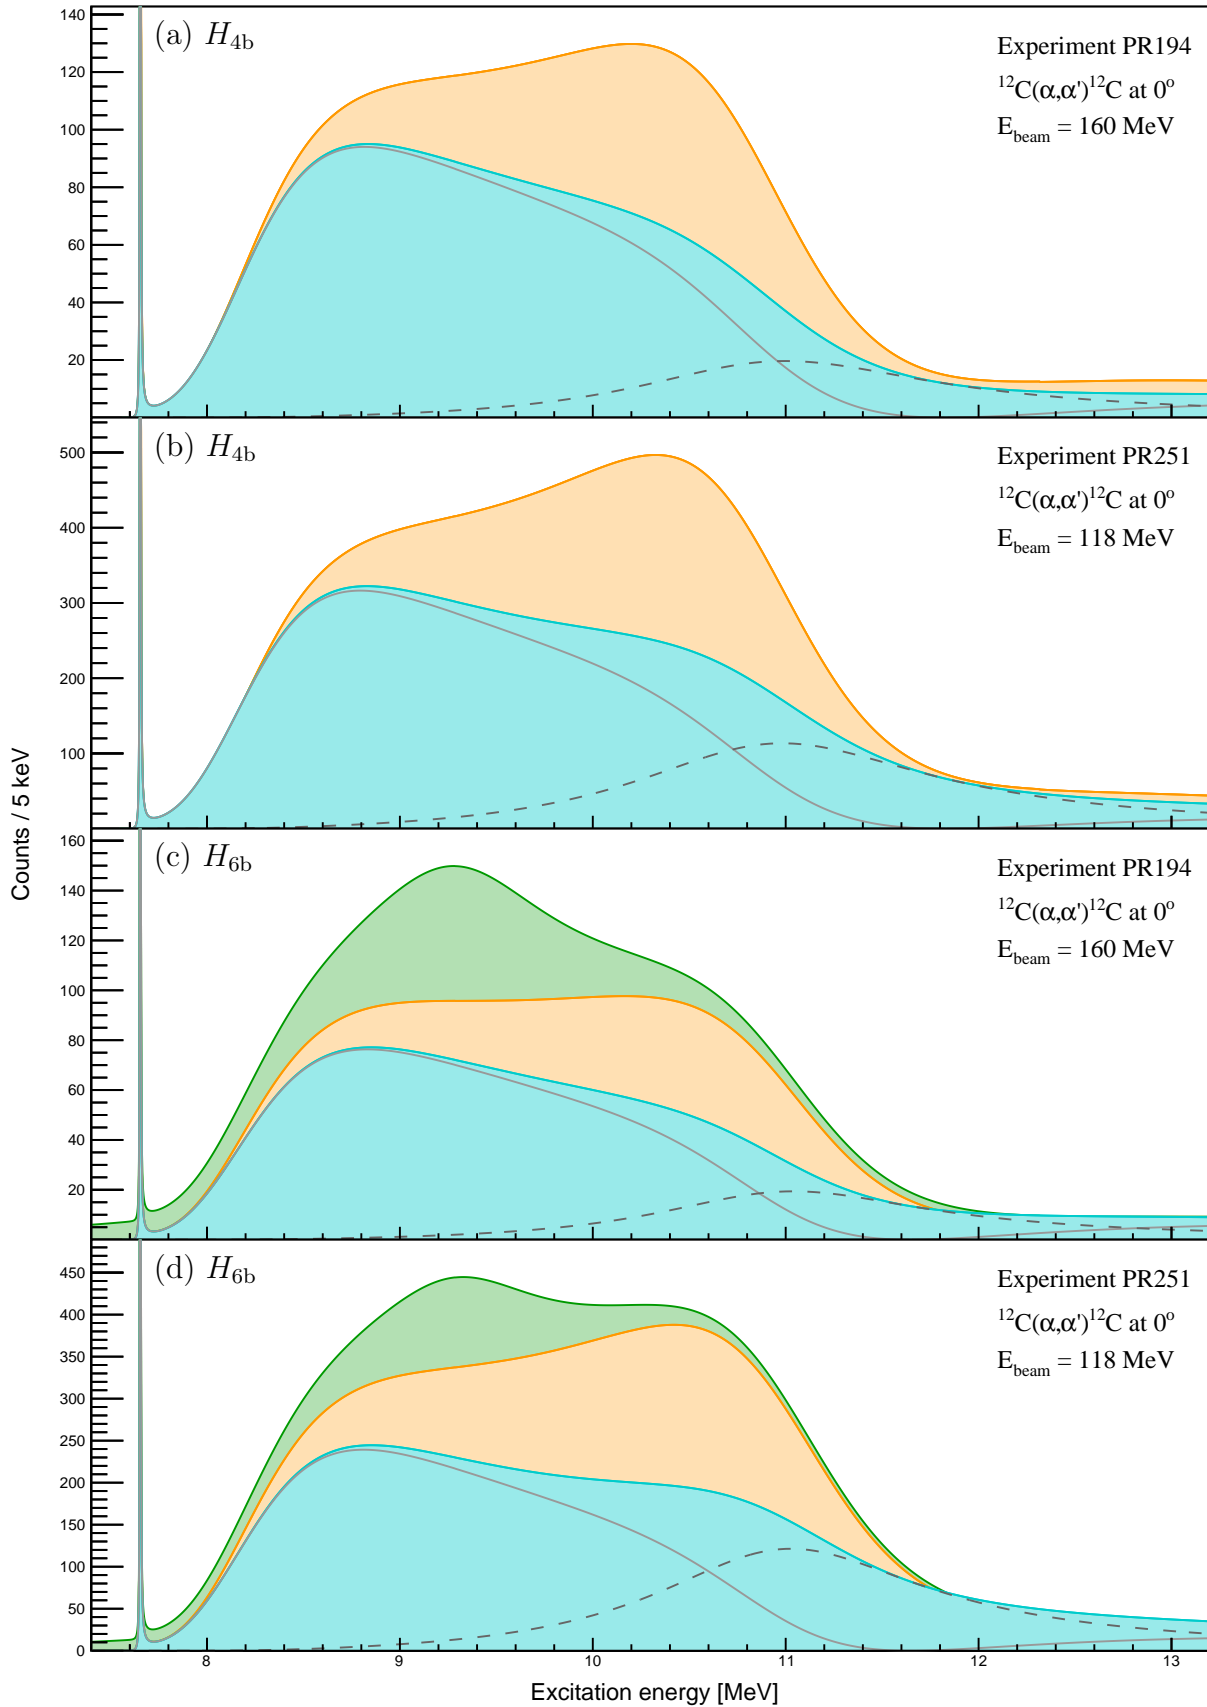 (a) H4b
Experiment PR194
¹²C(α,α')¹²C at 0°
Ebeam = 160 MeV
140
120
100
80
60
40
20
(b) H4b
Experiment PR251
¹²C(α,α')¹²C at 0°
Ebeam = 118 MeV
500
400
300
200
100
Counts / 5 keV
(c) H6b
Experiment PR194
¹²C(α,α')¹²C at 0°
Ebeam = 160 MeV
160
140
120
100
80
60
40
20
(d) H6b
Experiment PR251
¹²C(α,α')¹²C at 0°
Ebeam = 118 MeV
450
400
350
300
250
200
150
100
50
0
8 9 10 11 12 13
Excitation energy [MeV]